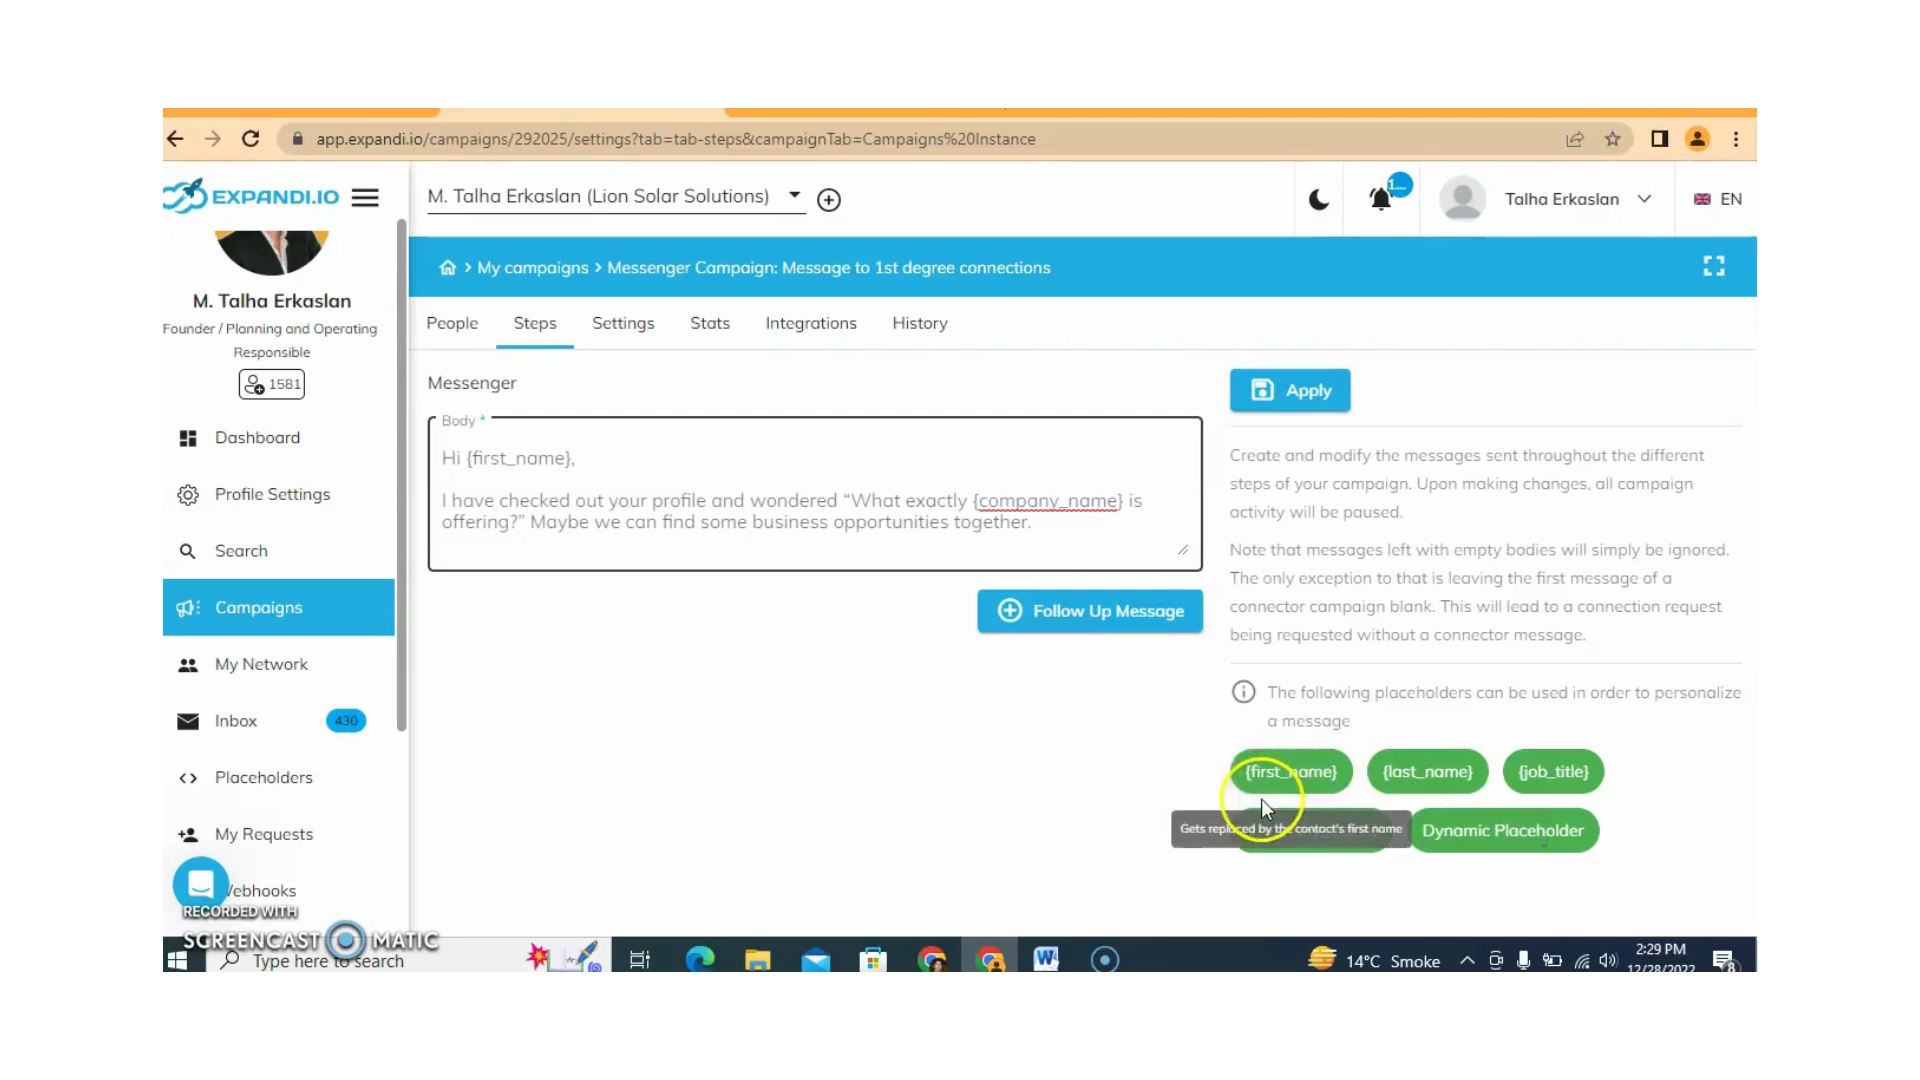 app.expandi.io/campaigns/292025/settings?tab=tab-steps&campaignTab=Campaigns%20Instance
EXPANDI.IO
M. Talha Erkaslan (Lion Solar Solutions)
1...
Talha Erkaslan
EN
My campaigns > Messenger Campaign: Message to 1st degree connections
M. Talha Erkaslan
Founder / Planning and Operating
Responsible
1581
Dashboard
Profile Settings
Search
Campaigns
My Network
Inbox
430
Placeholders
My Requests
Webhooks
People
Steps
Settings
Stats
Integrations
History
Messenger
Body *
Hi {first_name},
I have checked out your profile and wondered “What exactly {company_name} is
offering?” Maybe we can find some business opportunities together.
Follow Up Message
Apply
Create and modify the messages sent throughout the different
steps of your campaign. Upon making changes, all campaign
activity will be paused.
Note that messages left with empty bodies will simply be ignored.
The only exception to that is leaving the first message of a
connector campaign blank. This will lead to a connection request
being requested without a connector message.
The following placeholders can be used in order to personalize
a message
{first_name}
{last_name}
{job_title}
Gets replaced by the contact's first name
Dynamic Placeholder
RECORDED WITH
SCREENCAST MATIC
Type here to search
14°C Smoke
2:29 PM
12/28/2022
8